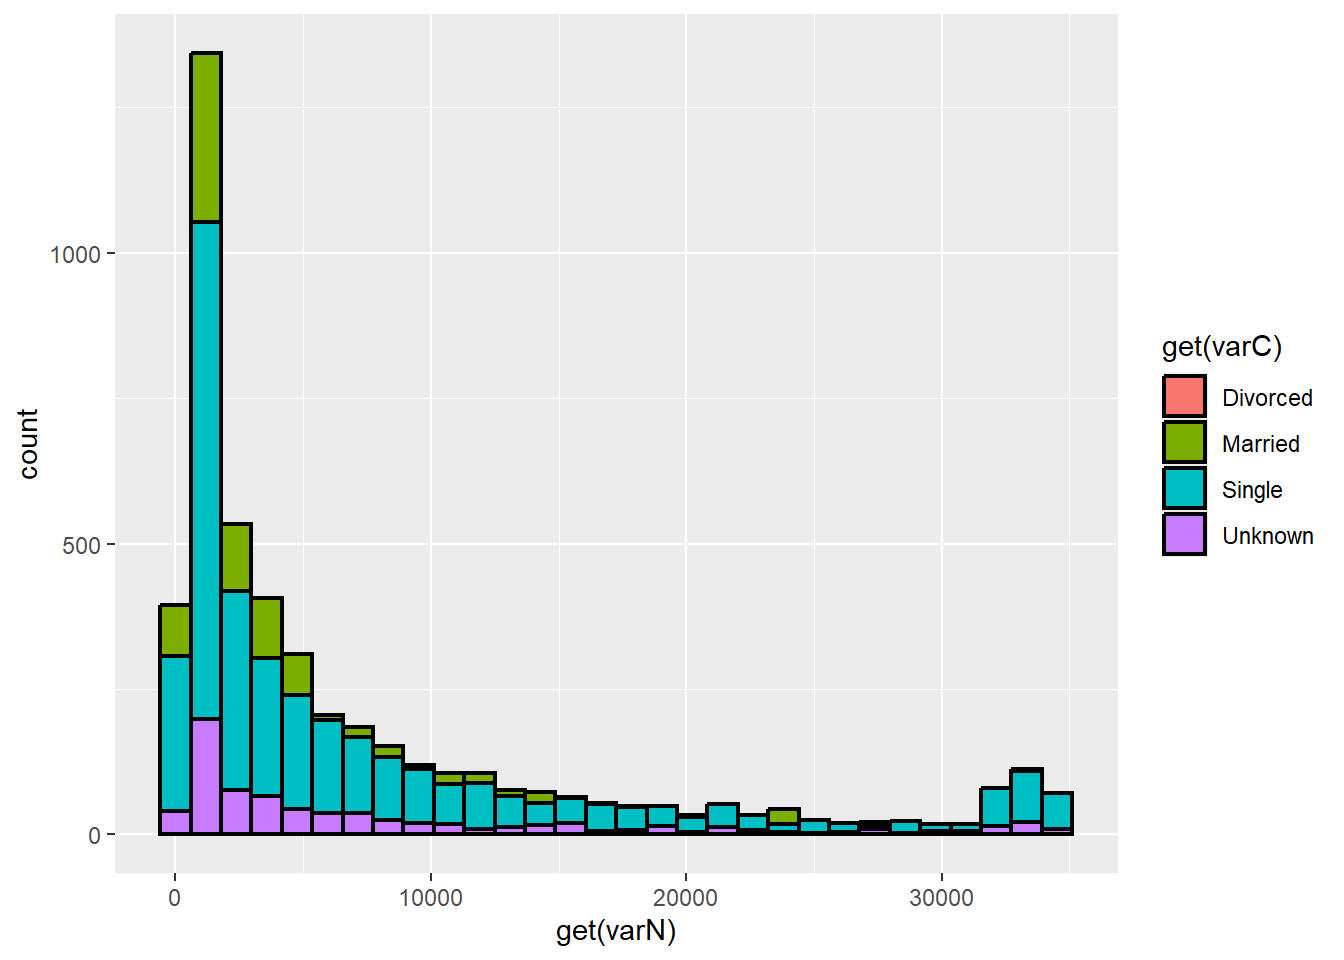 count
1000
500
0
0
10000
20000
30000
get(varN)
get(varC)
Divorced
Married
Single
Unknown